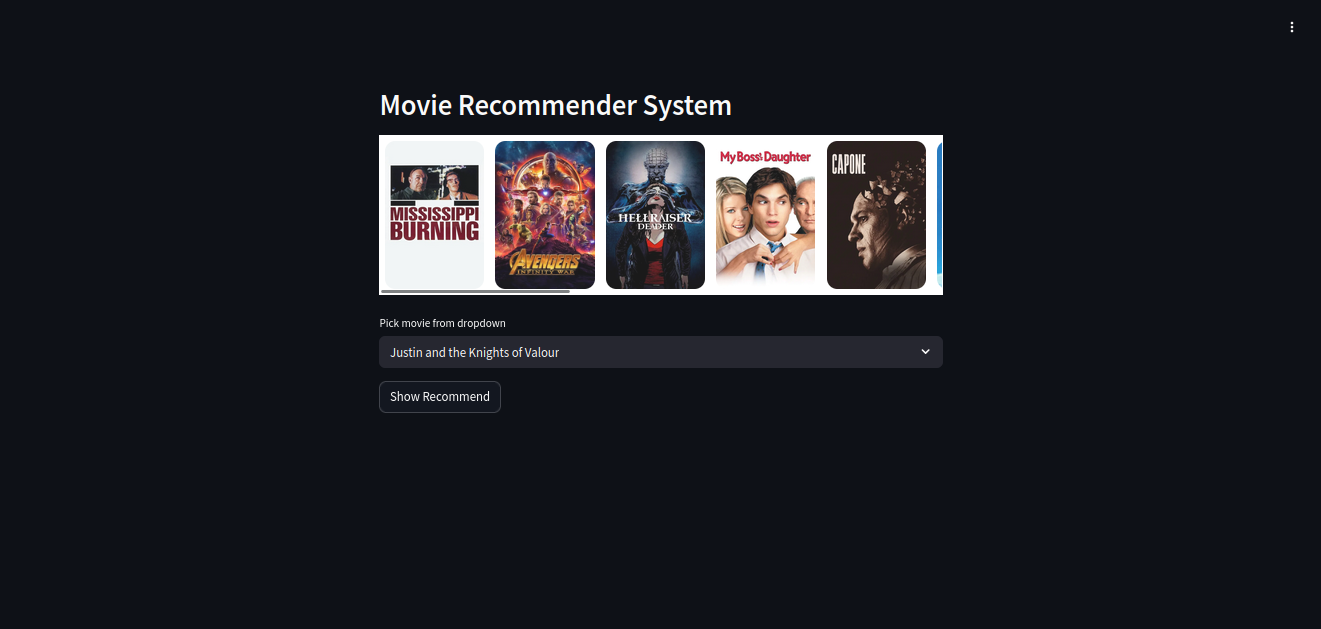 Movie Recommender System
MISSISSIPPI
BURNING
AVENGERS
INFINITY WAR
HELLRAISER
DEADER
My Boss's Daughter
CAPONE
Pick movie from dropdown
Justin and the Knights of Valour
Show Recommend